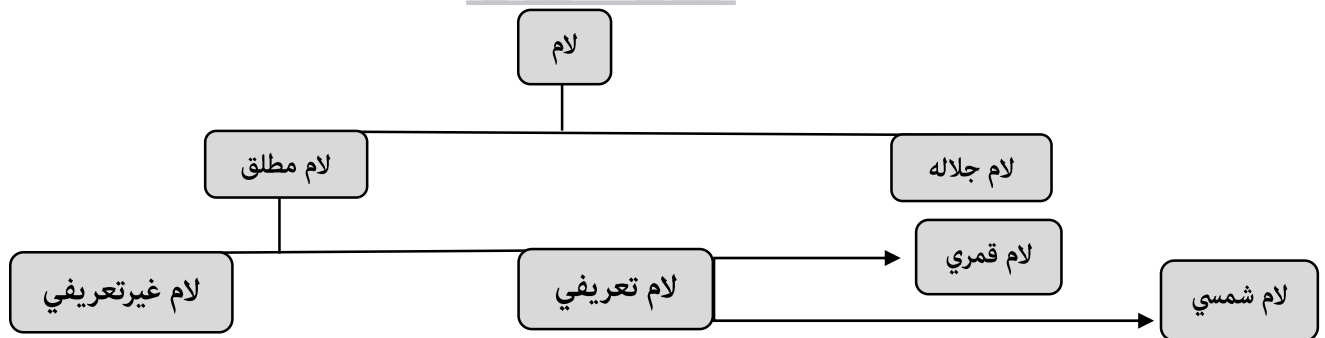 لام
لام جلاله
لام مطلق
لام قمري
لام تعريفي
لام غيرتعريفي
لام شمسي